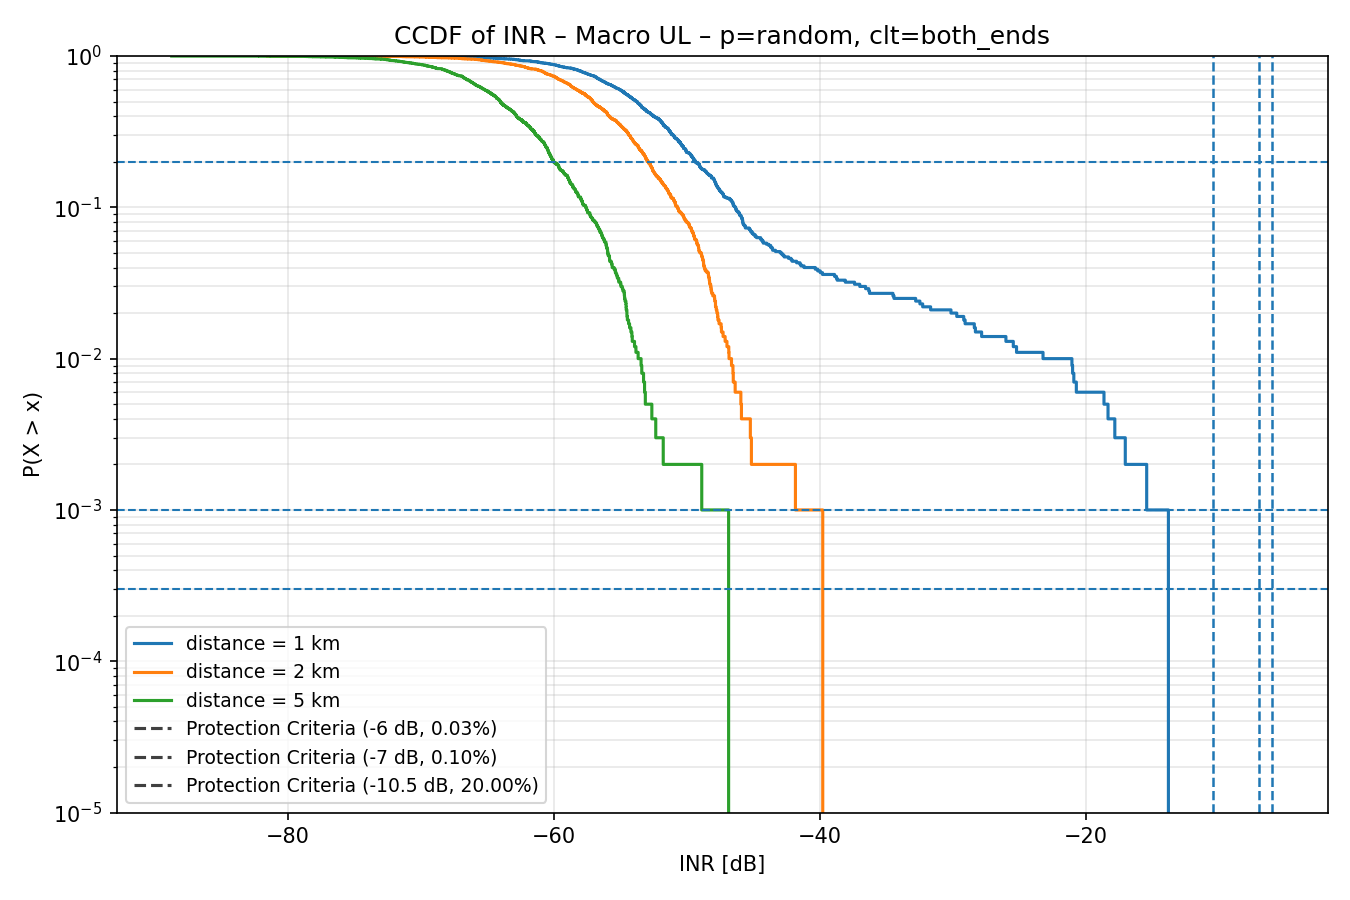 CCDF of INR – Macro UL – p=random, clt=both_ends
P(X > x)
10^0
10^-1
10^-2
10^-3
10^-4
10^-5
distance = 1 km
distance = 2 km
distance = 5 km
Protection Criteria (-6 dB, 0.03%)
Protection Criteria (-7 dB, 0.10%)
Protection Criteria (-10.5 dB, 20.00%)
−80 −60 −40 −20
INR [dB]